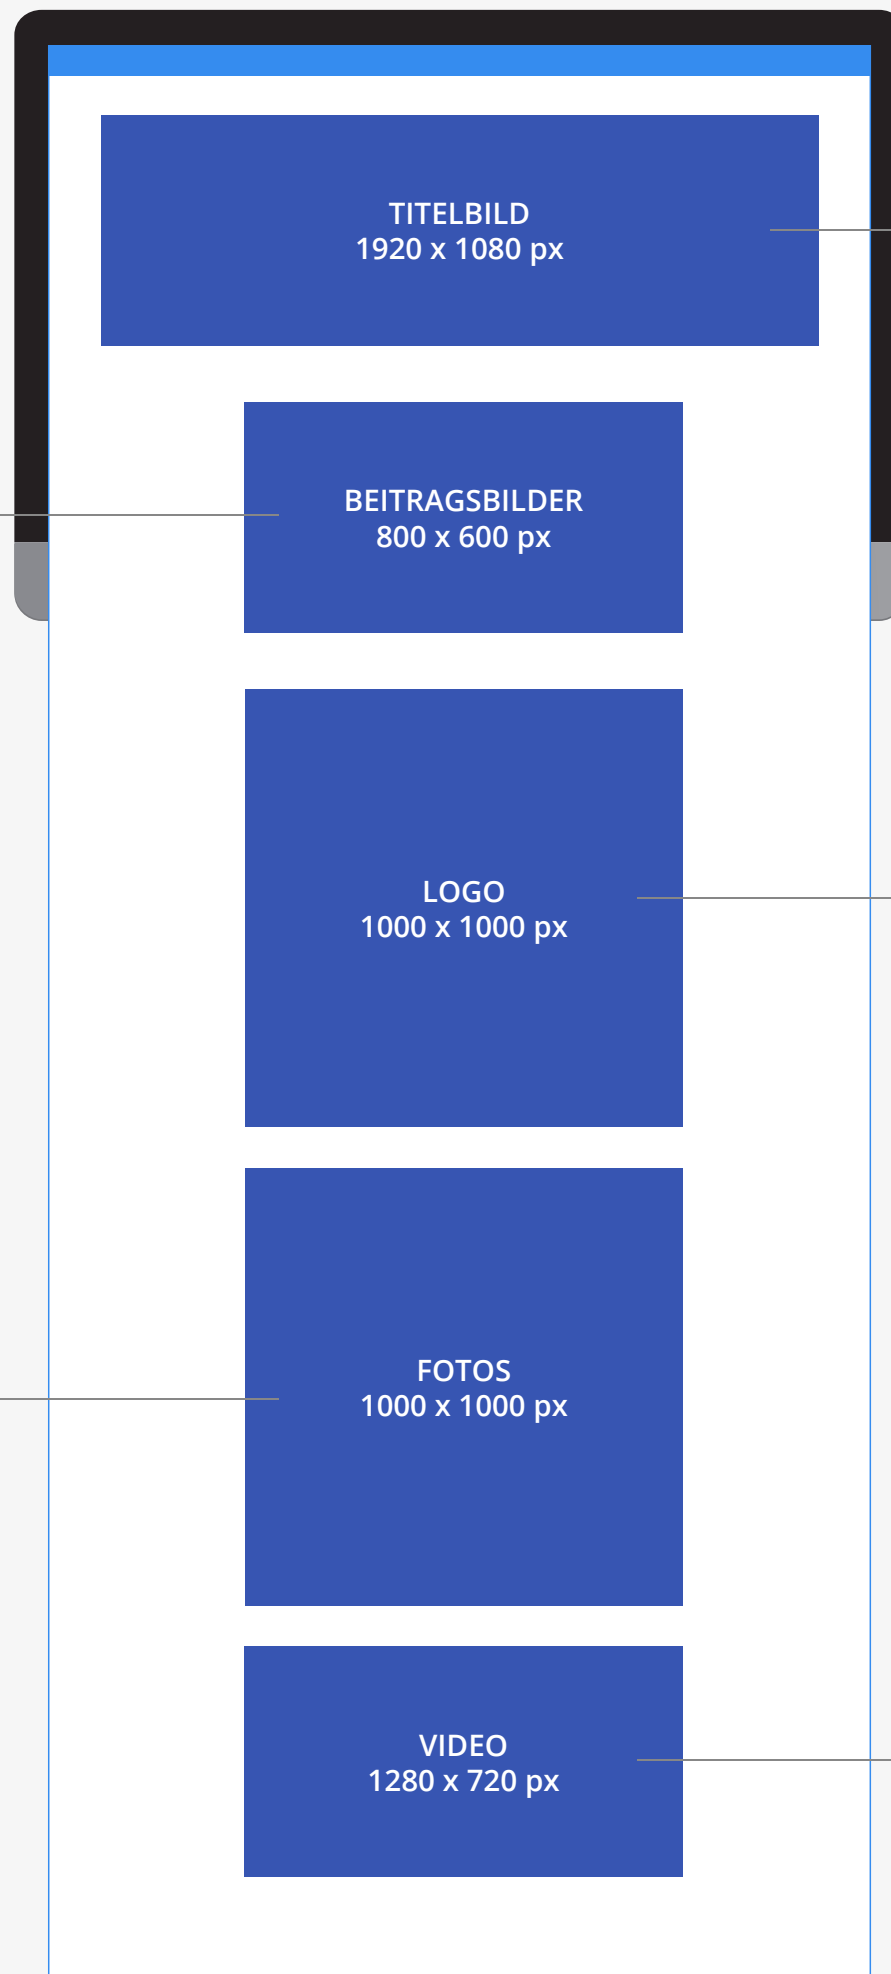 TITELBILD
1920 x 1080 px
BEITRAGSBILDER
800 x 600 px
LOGO
1000 x 1000 px
FOTOS
1000 x 1000 px
VIDEO
1280 x 720 px